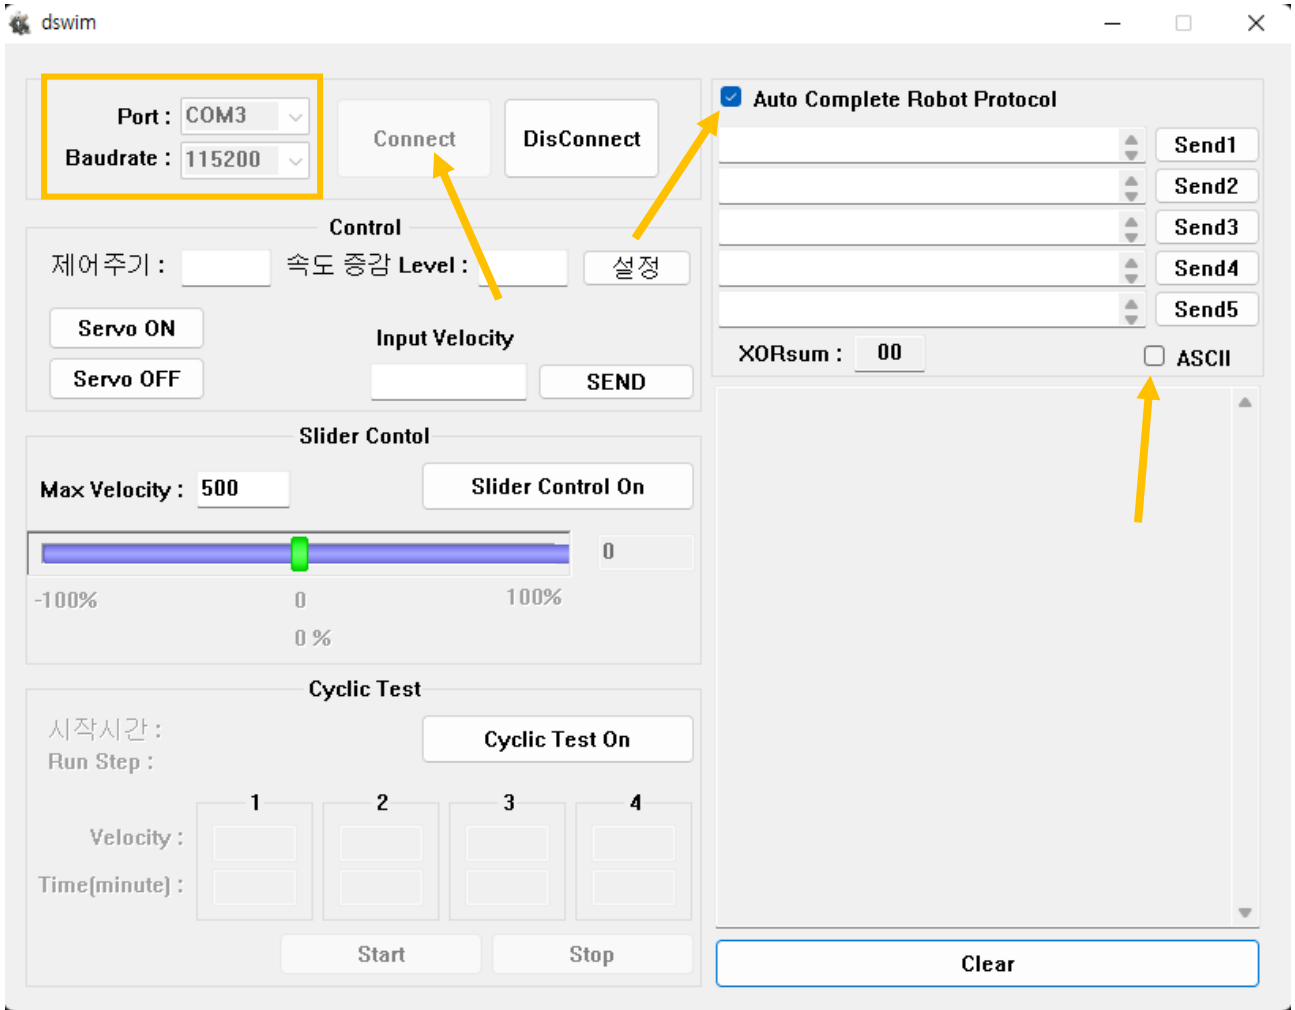 dswim
Port : COM3
Baudrate : 115200
Connect
DisConnect
Control
제어주기 :
속도 증감 Level :
설정
Servo ON
Servo OFF
Input Velocity
SEND
Slider Contol
Max Velocity : 500
Slider Control On
0
-100%
0
100%
0 %
Cyclic Test
시작시간 :
Run Step :
Cyclic Test On
1
2
3
4
Velocity :
Time(minute) :
Start
Stop
Auto Complete Robot Protocol
Send1
Send2
Send3
Send4
Send5
XORsum : 00
ASCII
Clear